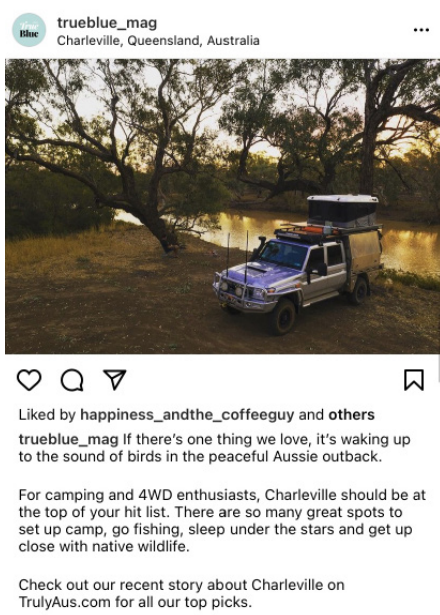 True
Blue
trueblue_mag
Charleville, Queensland, Australia
Liked by happiness_andthe_coffeeguy and others
trueblue_mag If there's one thing we love, it's waking up
to the sound of birds in the peaceful Aussie outback.
For camping and 4WD enthusiasts, Charleville should be at
the top of your hit list. There are so many great spots to
set up camp, go fishing, sleep under the stars and get up
close with native wildlife.
Check out our recent story about Charleville on
TrulyAus.com for all our top picks.